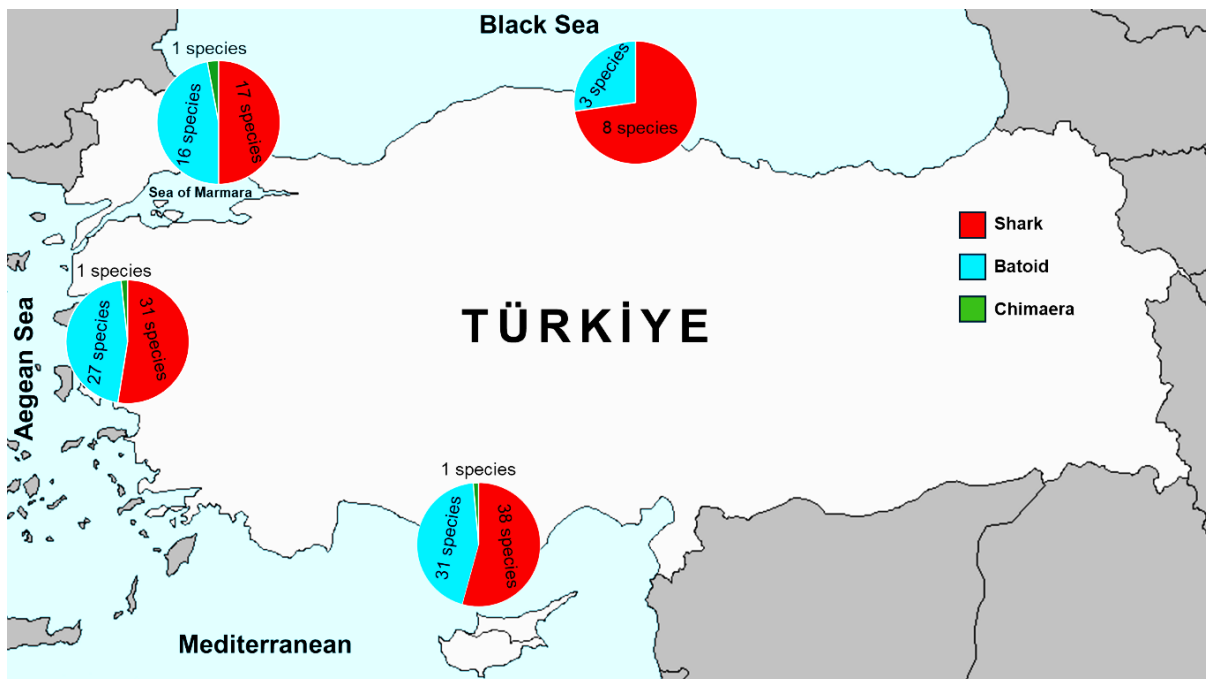 Black Sea
1 species
17 species
16 species
3 species
8 species
Sea of Marmara
Shark
Batoid
Chimaera
1 species
31 species
27 species
Aegean Sea
TÜRKİYE
1 species
38 species
31 species
Mediterranean